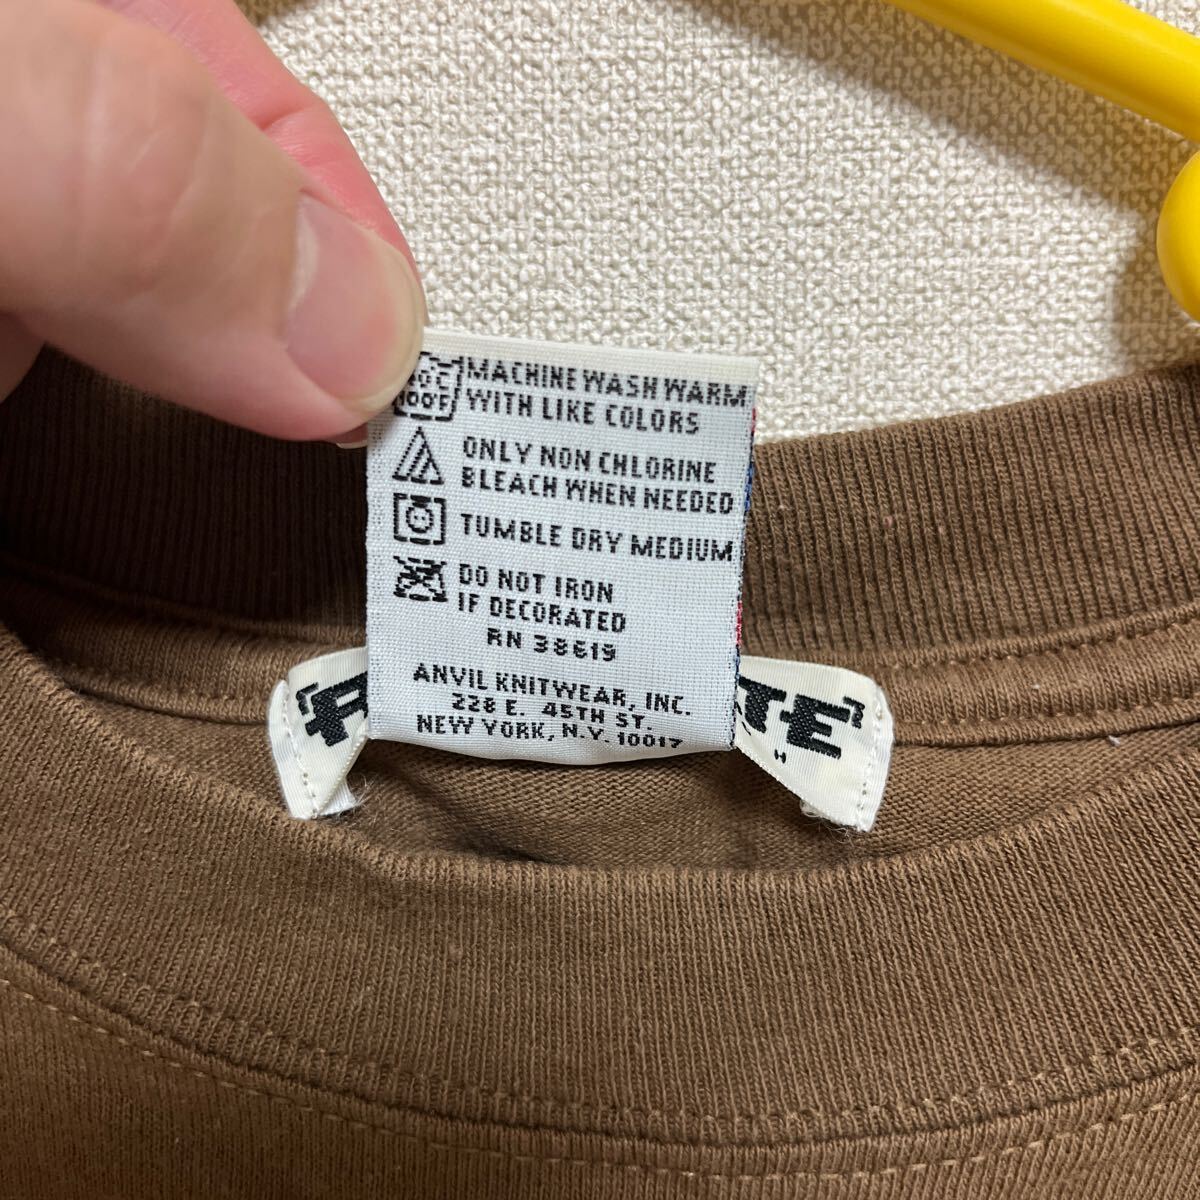 MACHINE WASH WARM
WITH LIKE COLORS
100°F
ONLY NON CHLORINE
BLEACH WHEN NEEDED
TUMBLE DRY MEDIUM
DO NOT IRON
IF DECORATED
RN 38619
ANVIL KNITWEAR, INC.
228 E. 45TH ST.
NEW YORK, N.Y. 10017